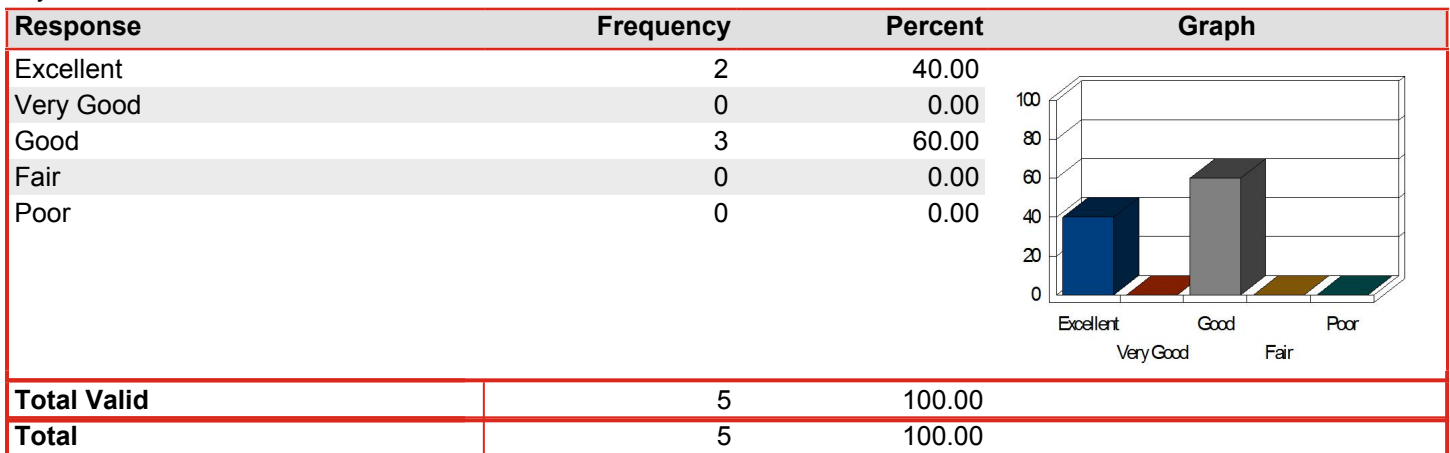 Response Frequency Percent Graph
Excellent 2 40.00
Very Good 0 0.00
Good 3 60.00
Fair 0 0.00
Poor 0 0.00
100
80
60
40
20
0
Excellent Good Poor
Very Good Fair
Total Valid 5 100.00
Total 5 100.00